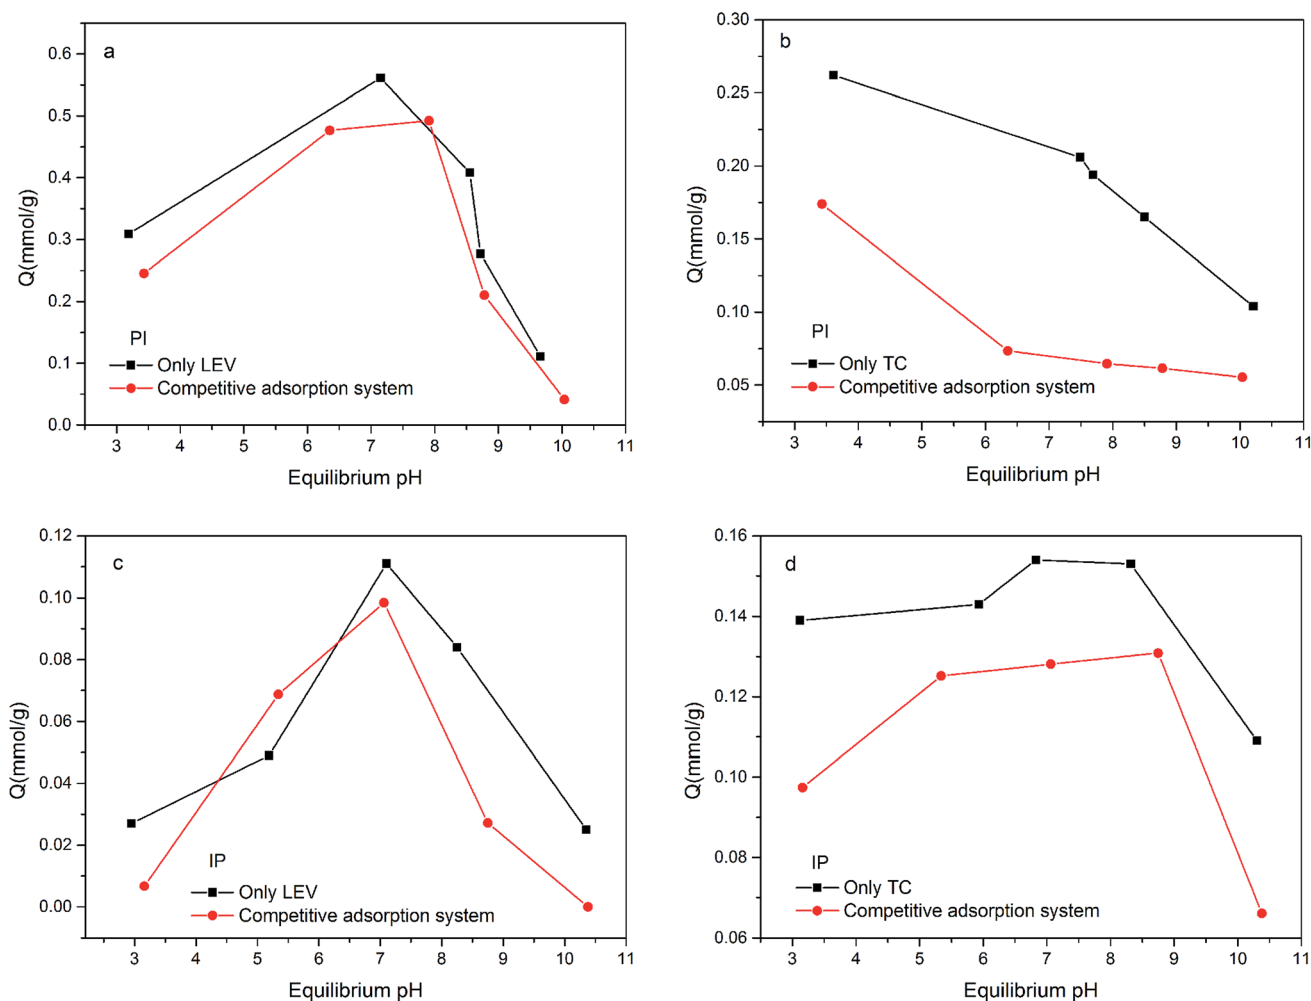 a
0.6
0.5
0.4
0.3
0.2
0.1
0.0
Q(mmol/g)
PI
Only LEV
Competitive adsorption system
3 4 5 6 7 8 9 10 11
Equilibrium pH
b
0.30
0.25
0.20
0.15
0.10
0.05
Q(mmol/g)
PI
Only TC
Competitive adsorption system
3 4 5 6 7 8 9 10 11
Equilibrium pH
c
0.12
0.10
0.08
0.06
0.04
0.02
0.00
Q(mmol/g)
IP
Only LEV
Competitive adsorption system
3 4 5 6 7 8 9 10 11
Equilibrium pH
d
0.16
0.14
0.12
0.10
0.08
0.06
Q(mmol/g)
IP
Only TC
Competitive adsorption system
3 4 5 6 7 8 9 10 11
Equilibrium pH